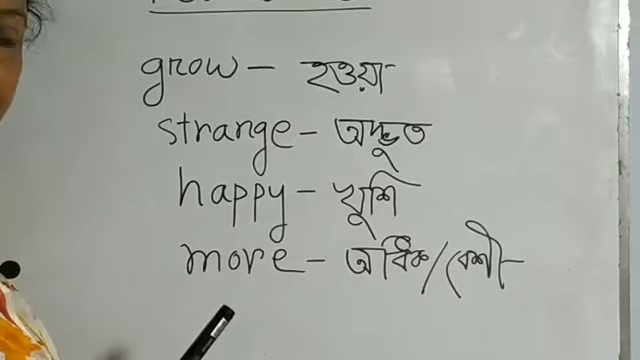 grow – হওয়া
strange – অদ্ভুত
happy – খুশি
more – অধিক/বেশী